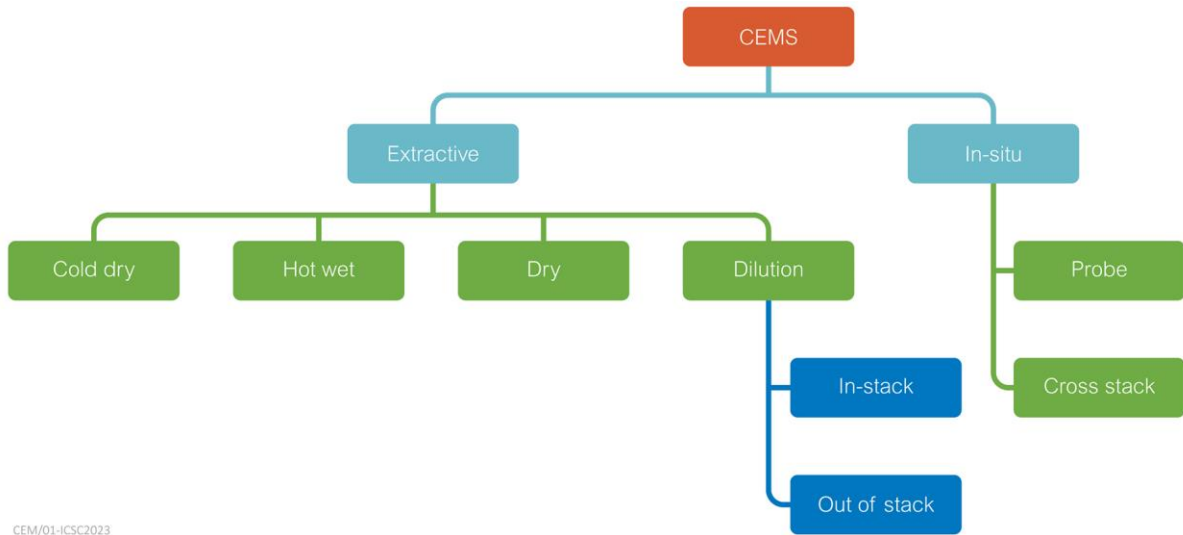 CEMS
Extractive
In-situ
Cold dry
Hot wet
Dry
Dilution
Probe
In-stack
Cross stack
Out of stack
CEM/01-ICSC2023